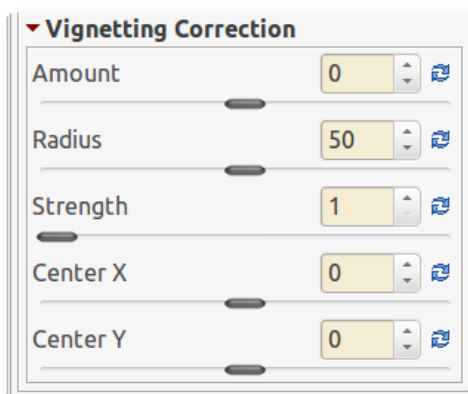 Vignetting Correction
Amount 0
Radius 50
Strength 1
Center X 0
Center Y 0